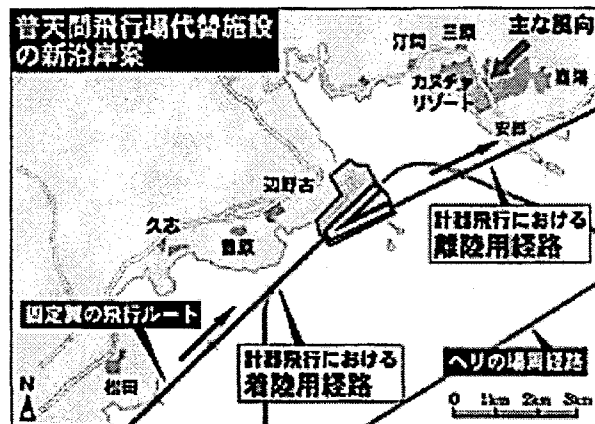 普天間飛行場代替施設
の新沿岸案
主な風向
三原
汀間
カヌチャ
リゾート
安部
辺野古
久志
豊原
計器飛行における
離陸用経路
固定翼の飛行ルート
計器飛行における
着陸用経路
ヘリの場周経路
松田
N
0 1km 2km 3km